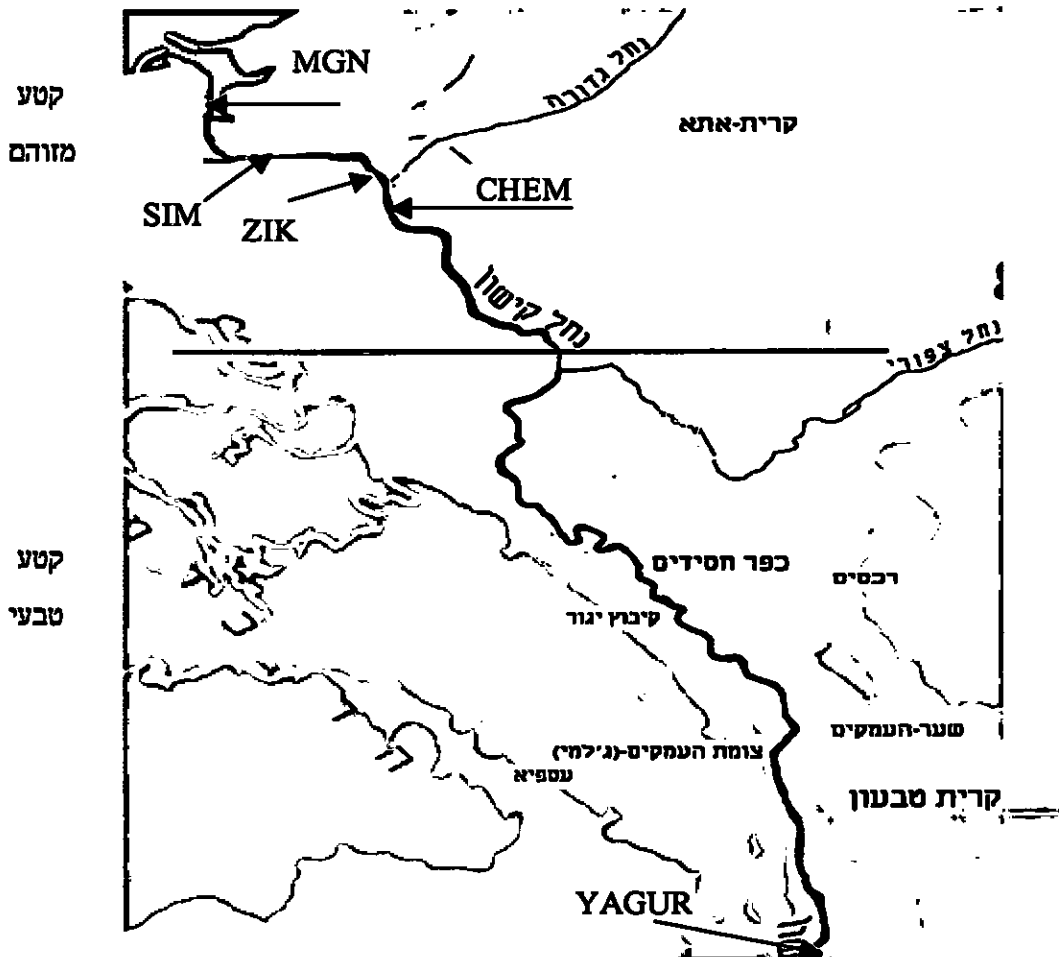 MGN
נחל גדורה
קטע
מזוהם
קרית-אתא
SIM
ZIK
CHEM
נחל קישון
נחל צפורי
קטע
טבעי
כפר חסידים
רכסים
קיבוץ יגור
שער-העמקים
צומת העמקים-(ג'למי)
עספיא
קרית טבעון
YAGUR